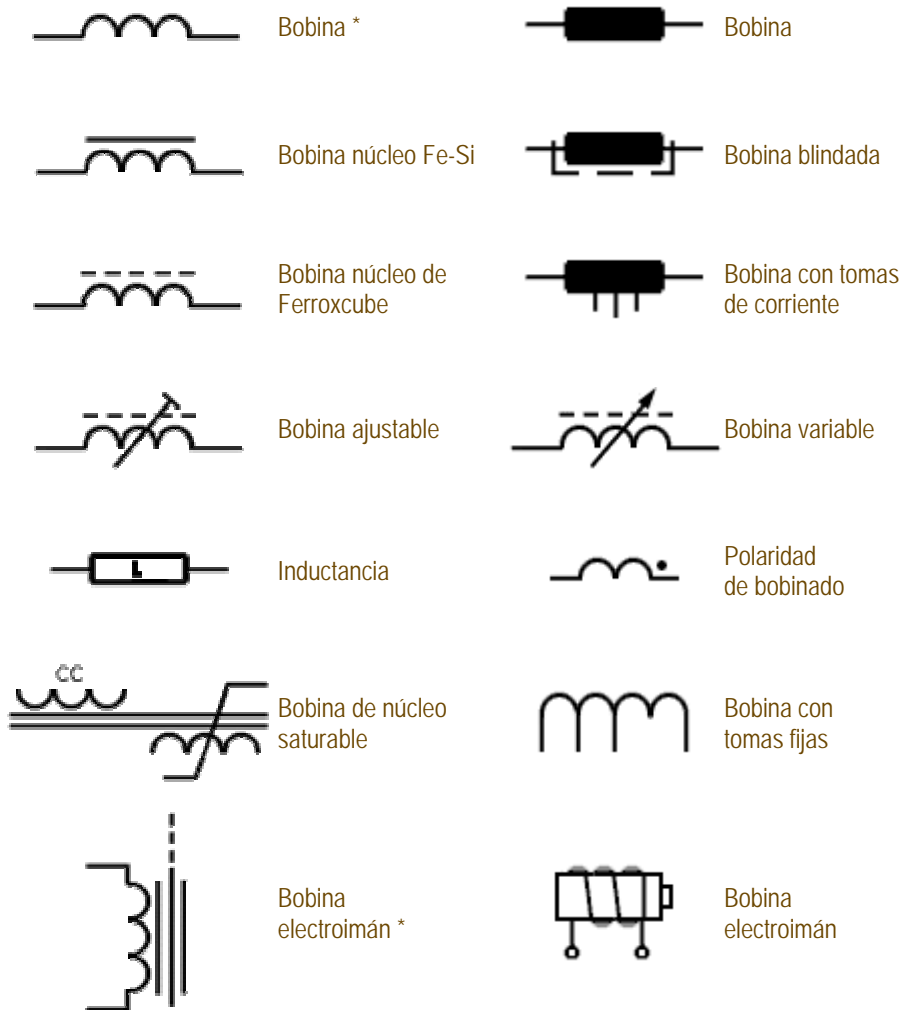 Bobina *
Bobina
Bobina núcleo Fe-Si
Bobina blindada
Bobina núcleo de
Ferroxcube
Bobina con tomas
de corriente
Bobina ajustable
Bobina variable
L
Inductancia
Polaridad
de bobinado
CC
Bobina de núcleo
saturable
Bobina con
tomas fijas
Bobina
electroimán *
Bobina
electroimán